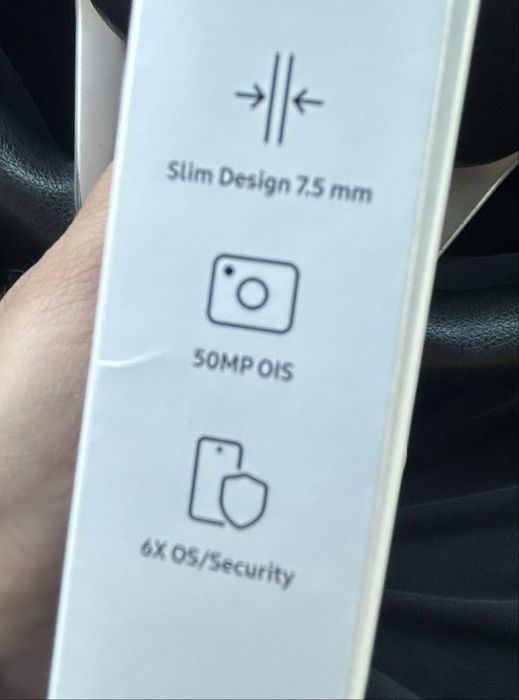 Slim Design 7.5 mm
50MP OIS
6X OS/Security